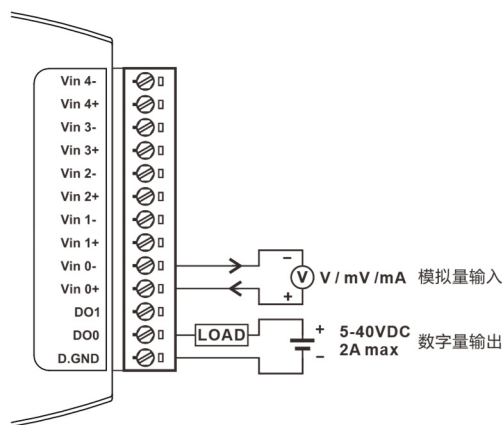 Vin 4-
Vin 4+
Vin 3-
Vin 3+
Vin 2-
Vin 2+
Vin 1-
Vin 1+
Vin 0-
Vin 0+
DO1
DO0
D.GND
−
V
+
V / mV /mA 模拟量输入
LOAD
+
−
5-40VDC
2A max
数字量输出